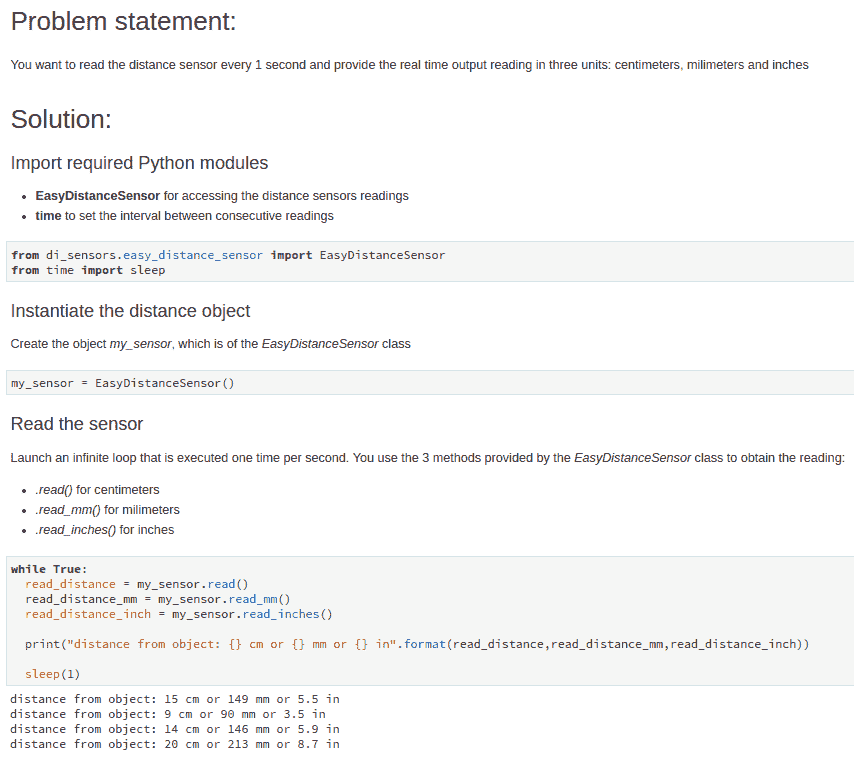 Problem statement:
You want to read the distance sensor every 1 second and provide the real time output reading in three units: centimeters, milimeters and inches
Solution:
Import required Python modules
• EasyDistanceSensor for accessing the distance sensors readings
• time to set the interval between consecutive readings
from di_sensors.easy_distance_sensor import EasyDistanceSensor
from time import sleep
Instantiate the distance object
Create the object my_sensor, which is of the EasyDistanceSensor class
my_sensor = EasyDistanceSensor()
Read the sensor
Launch an infinite loop that is executed one time per second. You use the 3 methods provided by the EasyDistanceSensor class to obtain the reading:
• .read() for centimeters
• .read_mm() for milimeters
• .read_inches() for inches
while True:
  read_distance = my_sensor.read()
  read_distance_mm = my_sensor.read_mm()
  read_distance_inch = my_sensor.read_inches()
  print("distance from object: {} cm or {} mm or {} in".format(read_distance,read_distance_mm,read_distance_inch))
  sleep(1)
distance from object: 15 cm or 149 mm or 5.5 in
distance from object: 9 cm or 90 mm or 3.5 in
distance from object: 14 cm or 146 mm or 5.9 in
distance from object: 20 cm or 213 mm or 8.7 in